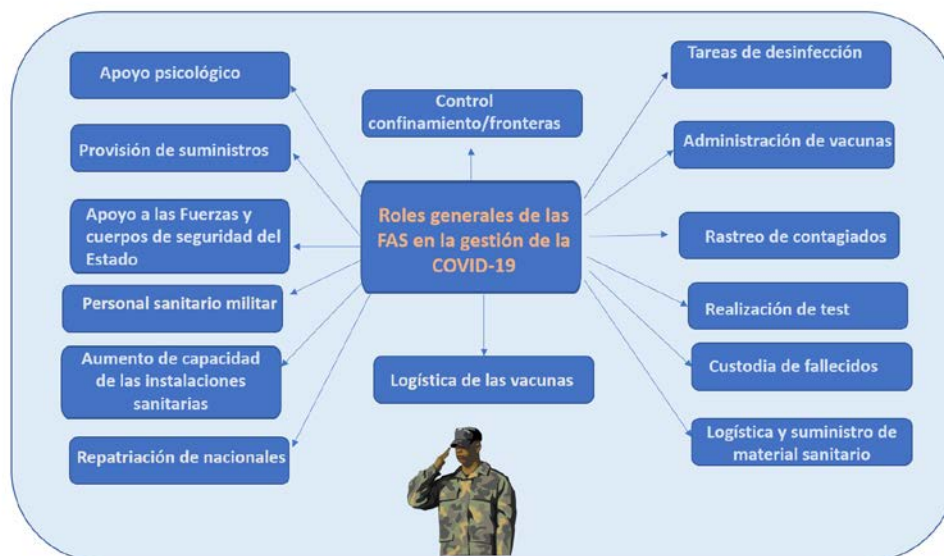 Apoyo psicológico
Provisión de suministros
Apoyo a las Fuerzas y
cuerpos de seguridad del
Estado
Personal sanitario militar
Aumento de capacidad
de las instalaciones
sanitarias
Repatriación de nacionales
Control
confinamiento/fronteras
Roles generales de las
FAS en la gestión de la
COVID-19
Logística de las vacunas
Tareas de desinfección
Administración de vacunas
Rastreo de contagiados
Realización de test
Custodia de fallecidos
Logística y suministro de
material sanitario